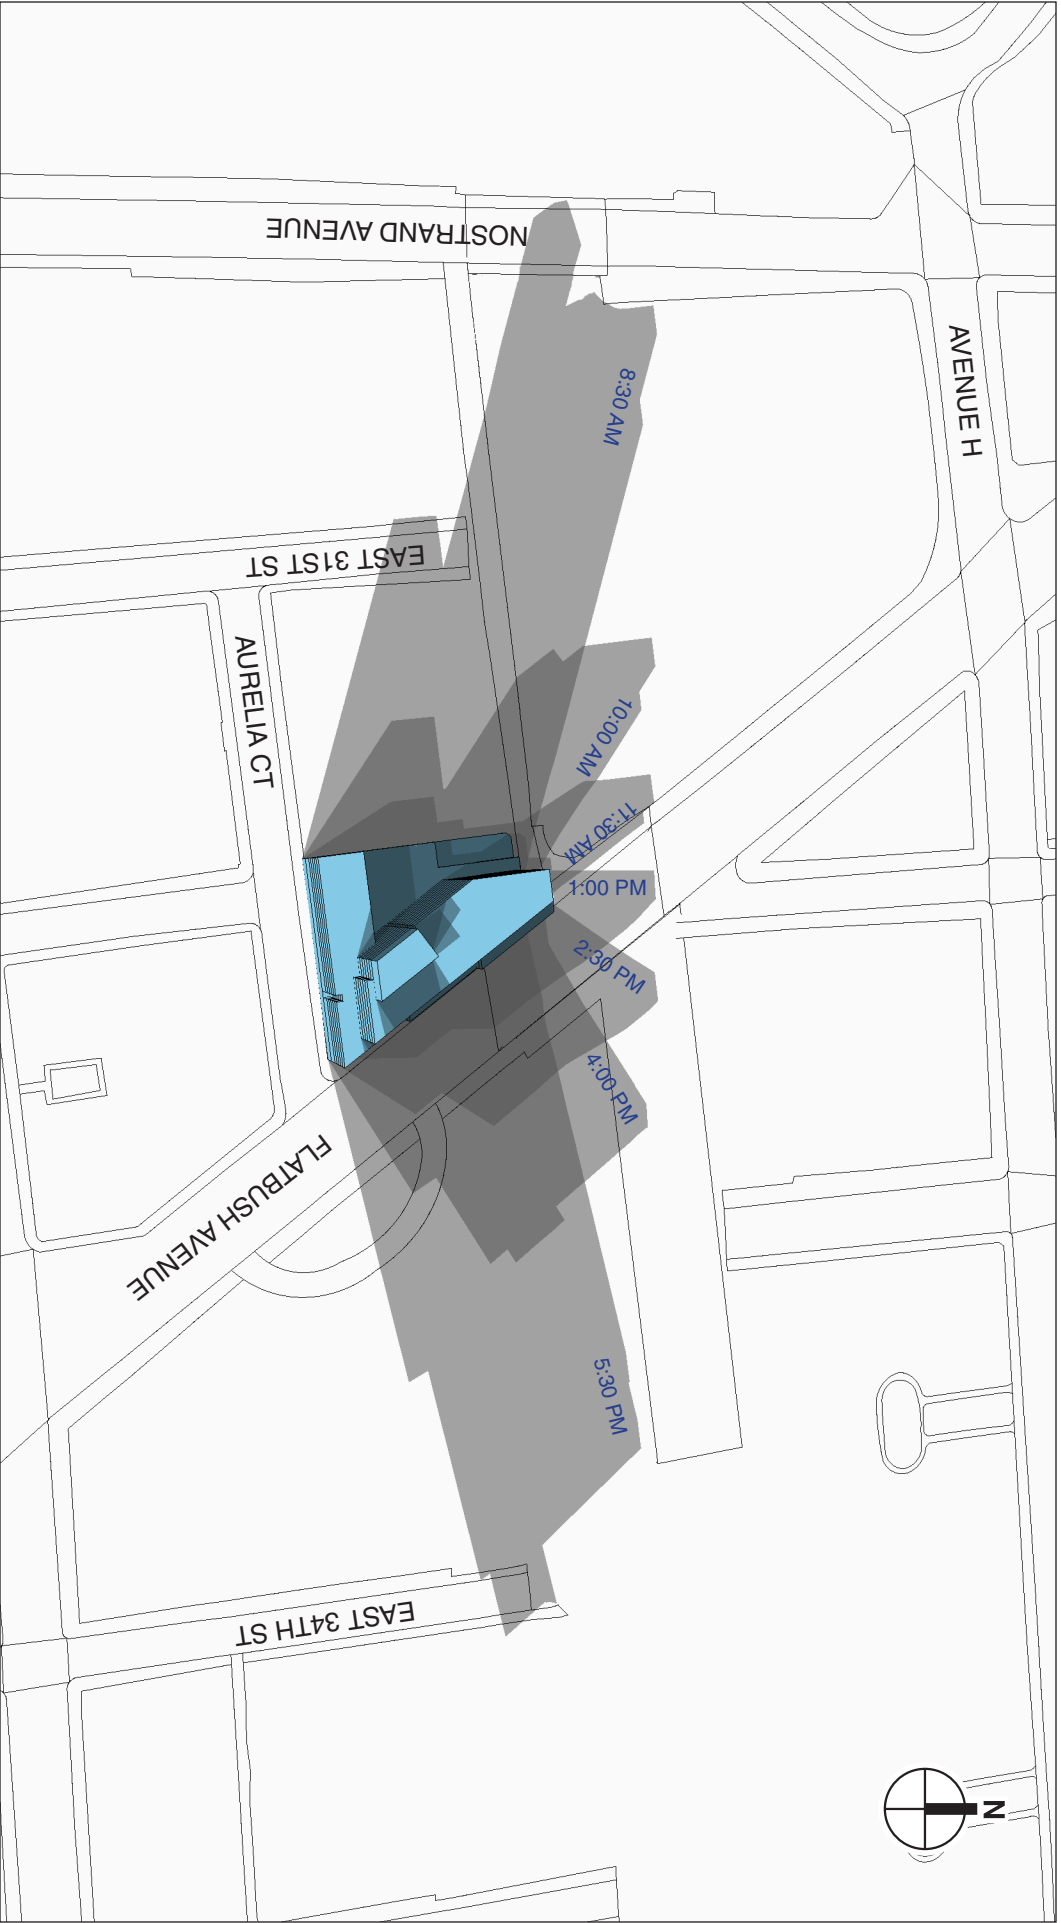 NOSTRAND AVENUE
AVENUE H
8:30 AM
EAST 31ST ST
AURELIA CT
10:00 AM
11:30 AM
1:00 PM
2:30 PM
4:00 PM
FLATBUSH AVENUE
5:30 PM
EAST 34TH ST
N